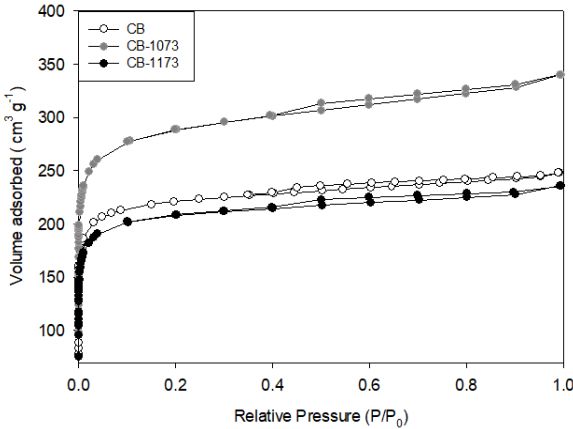 400
350
300
250
200
150
100
Volume adsorbed ( cm³ g⁻¹)
CB
CB-1073
CB-1173
0.0 0.2 0.4 0.6 0.8 1.0
Relative Pressure (P/P₀)